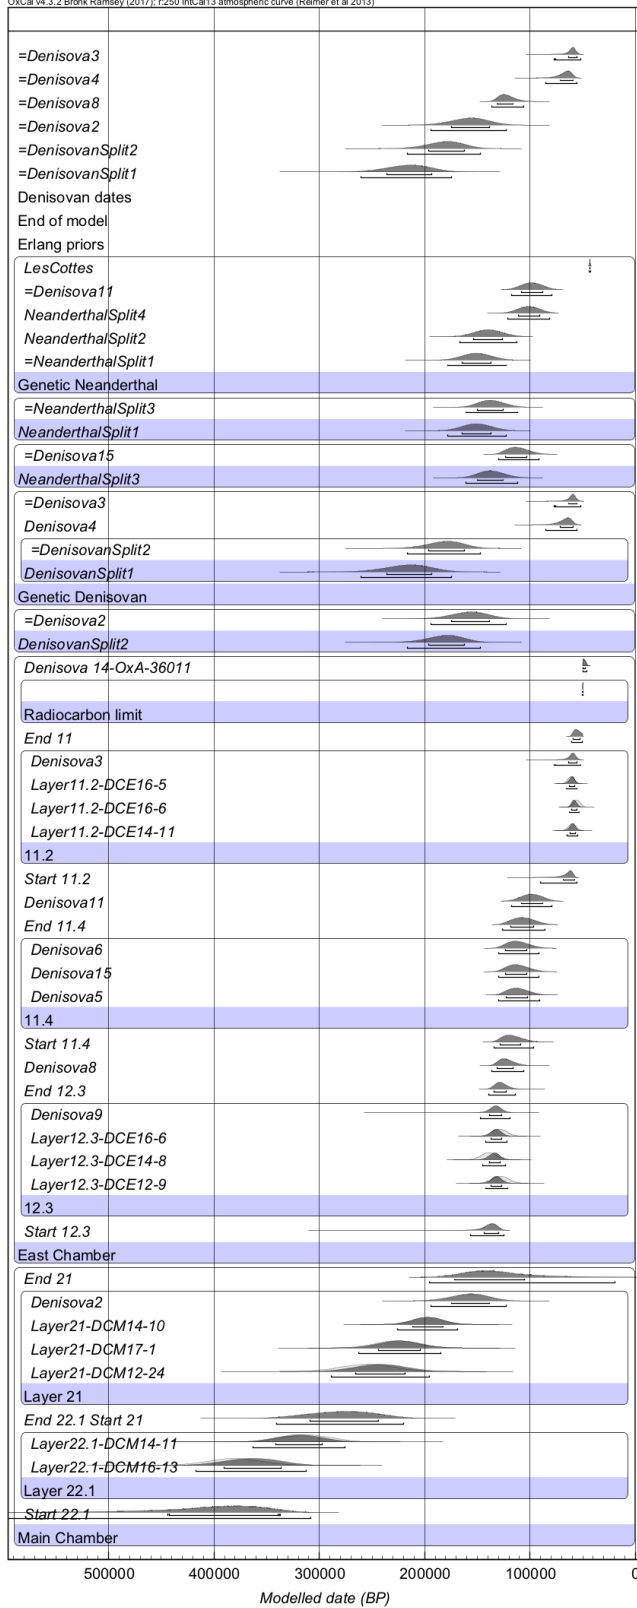 OxCal v4.3.2 Bronk Ramsey (2017); r:250 IntCal13 atmospheric curve (Reimer et al 2013)
=Denisova3
=Denisova4
=Denisova8
=Denisova2
=DenisovanSplit2
=DenisovanSplit1
Denisovan dates
End of model
Erlang priors
LesCottes
=Denisova11
NeanderthalSplit4
NeanderthalSplit2
=NeanderthalSplit1
Genetic Neanderthal
=NeanderthalSplit3
NeanderthalSplit1
=Denisova15
NeanderthalSplit3
=Denisova3
Denisova4
=DenisovanSplit2
DenisovanSplit1
Genetic Denisovan
=Denisova2
DenisovanSplit2
Denisova 14-OxA-36011
Radiocarbon limit
End 11
Denisova3
Layer11.2-DCE16-5
Layer11.2-DCE16-6
Layer11.2-DCE14-11
11.2
Start 11.2
Denisova11
End 11.4
Denisova6
Denisova15
Denisova5
11.4
Start 11.4
Denisova8
End 12.3
Denisova9
Layer12.3-DCE16-6
Layer12.3-DCE14-8
Layer12.3-DCE12-9
12.3
Start 12.3
East Chamber
End 21
Denisova2
Layer21-DCM14-10
Layer21-DCM17-1
Layer21-DCM12-24
Layer 21
End 22.1 Start 21
Layer22.1-DCM14-11
Layer22.1-DCM16-13
Layer 22.1
Start 22.1
Main Chamber
500000 400000 300000 200000 100000 0
Modelled date (BP)